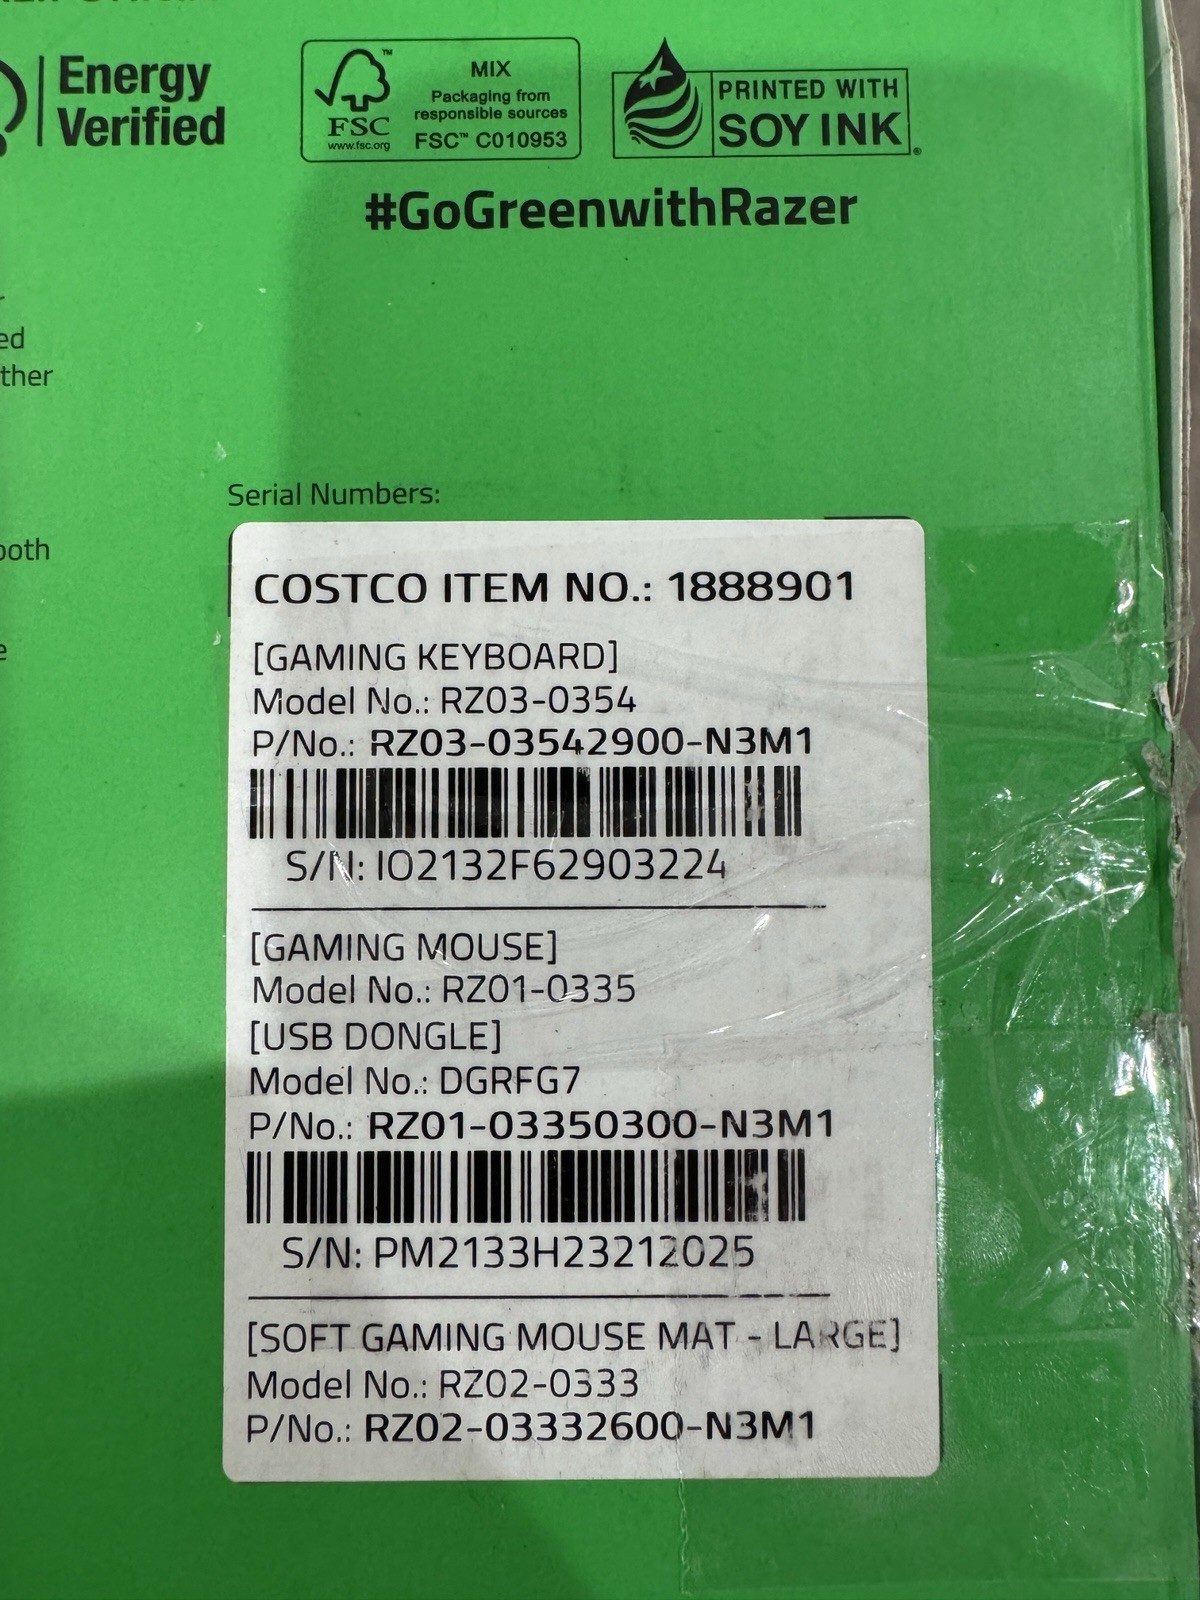 Energy
Verified
FSC™
www.fsc.org
MIX
Packaging from
responsible sources
FSC™ C010953
PRINTED WITH
SOY INK®
#GoGreenwithRazer
ther
Serial Numbers:
COSTCO ITEM NO.: 1888901
[GAMING KEYBOARD]
Model No.: RZ03-0354
P/No.: RZ03-03542900-N3M1
S/N: IO2132F62903224
[GAMING MOUSE]
Model No.: RZ01-0335
[USB DONGLE]
Model No.: DGRFG7
P/No.: RZ01-03350300-N3M1
S/N: PM2133H23212025
[SOFT GAMING MOUSE MAT - LARGE]
Model No.: RZ02-0333
P/No.: RZ02-03332600-N3M1